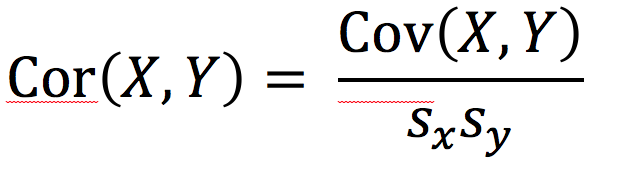 Cor(X, Y) = Cov(X, Y) / s_x s_y